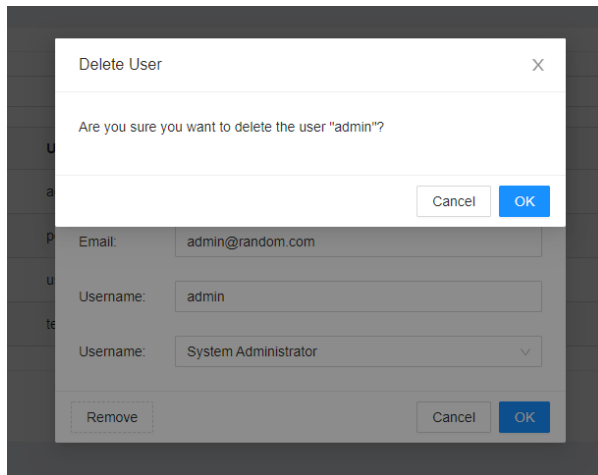 Delete User
Are you sure you want to delete the user "admin"?
Cancel OK
Email: admin@random.com
Username: admin
Username: System Administrator
Remove Cancel OK